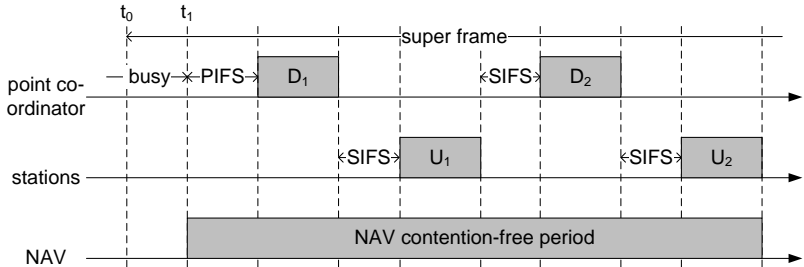 t0 t1
super frame
point co-
ordinator
busy PIFS D1 SIFS D2
stations
SIFS U1 SIFS U2
NAV
NAV contention-free period